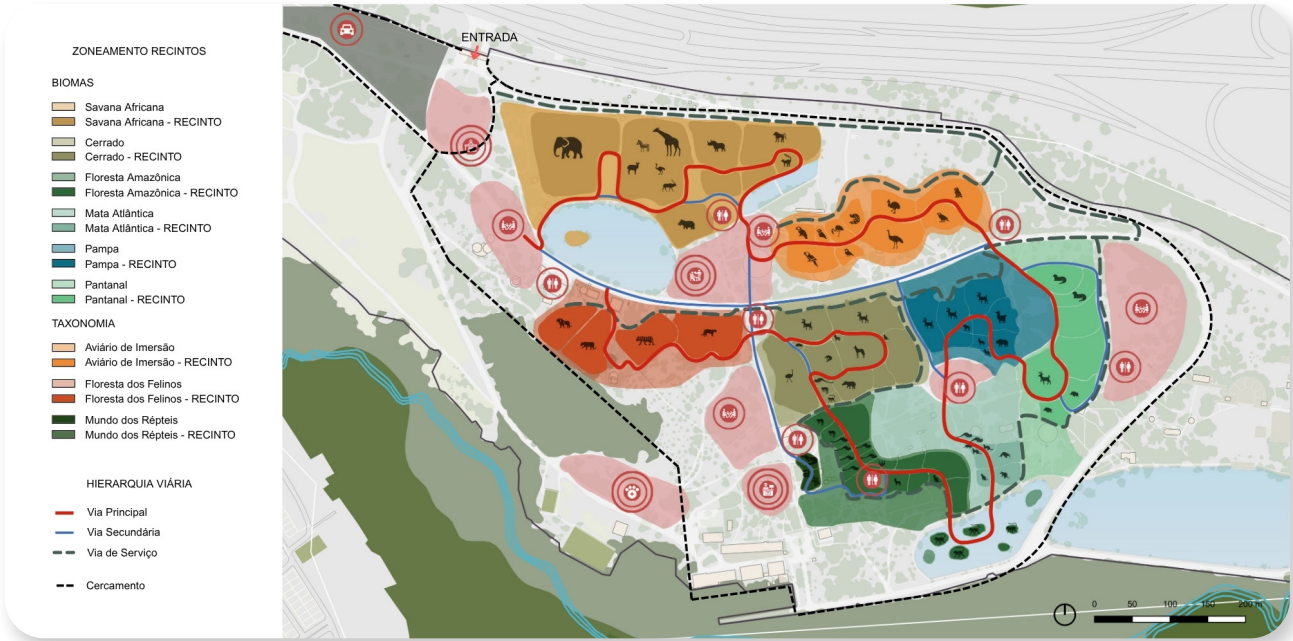 ZONEAMENTO RECINTOS
BIOMAS
Savana Africana
Savana Africana - RECINTO
Cerrado
Cerrado - RECINTO
Floresta Amazônica
Floresta Amazônica - RECINTO
Mata Atlântica
Mata Atlântica - RECINTO
Pampa
Pampa - RECINTO
Pantanal
Pantanal - RECINTO
TAXONOMIA
Aviário de Imersão
Aviário de Imersão - RECINTO
Floresta dos Felinos
Floresta dos Felinos - RECINTO
Mundo dos Répteis
Mundo dos Répteis - RECINTO
HIERARQUIA VIÁRIA
Via Principal
Via Secundária
Via de Serviço
Cercamento
ENTRADA
0 50 100 150 200 m